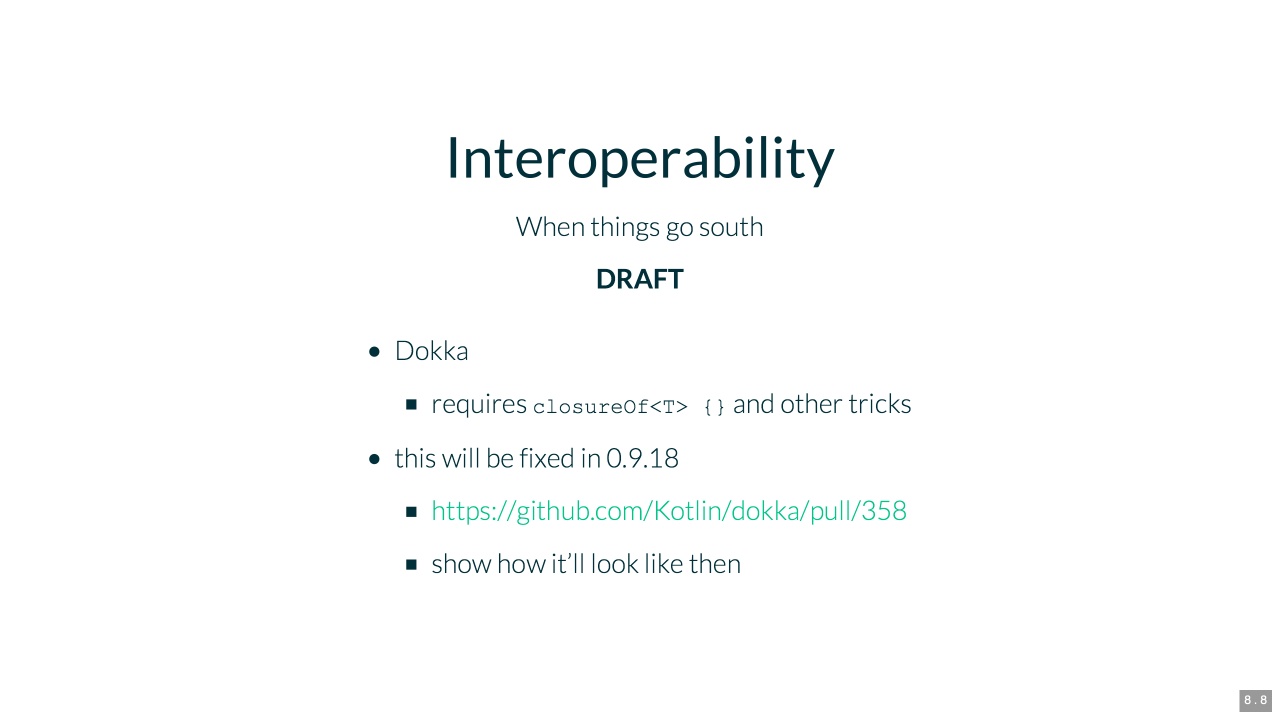 Interoperability
When things go south
DRAFT
• Dokka
▪ requires closureOf<T> {} and other tricks
• this will be fixed in 0.9.18
▪ https://github.com/Kotlin/dokka/pull/358
▪ show how it’ll look like then
8.8